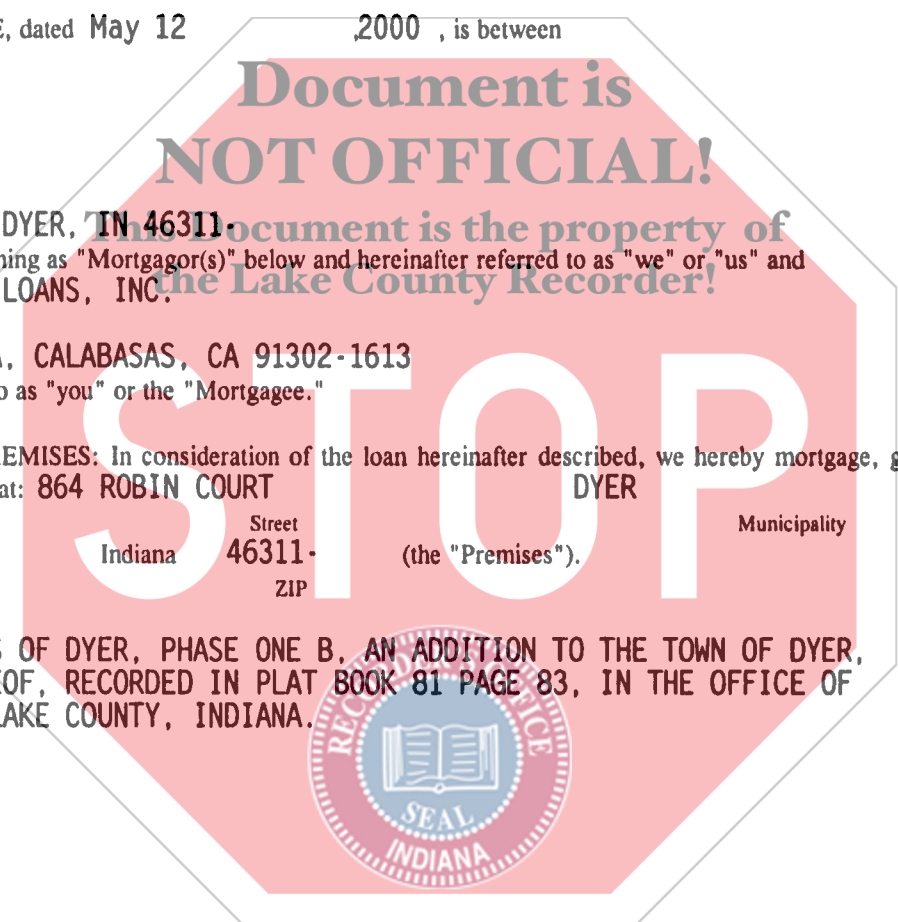 E, dated May 12 ,2000 , is between
Document is
NOT OFFICIAL!
DYER, IN 46311-
This Document is the property of
ning as "Mortgagor(s)" below and hereinafter referred to as "we" or "us" and
the Lake County Recorder!
LOANS, INC.
A, CALABASAS, CA 91302-1613
o as "you" or the "Mortgagee."
STOP
EMISES: In consideration of the loan hereinafter described, we hereby mortgage, g
at: 864 ROBIN COURT DYER
Street Municipality
Indiana 46311- (the "Premises").
ZIP
S OF DYER, PHASE ONE B, AN ADDITION TO THE TOWN OF DYER,
EOF, RECORDED IN PLAT BOOK 81 PAGE 83, IN THE OFFICE OF
LAKE COUNTY, INDIANA.
RECORDER'S OFFICE
SEAL
INDIANA